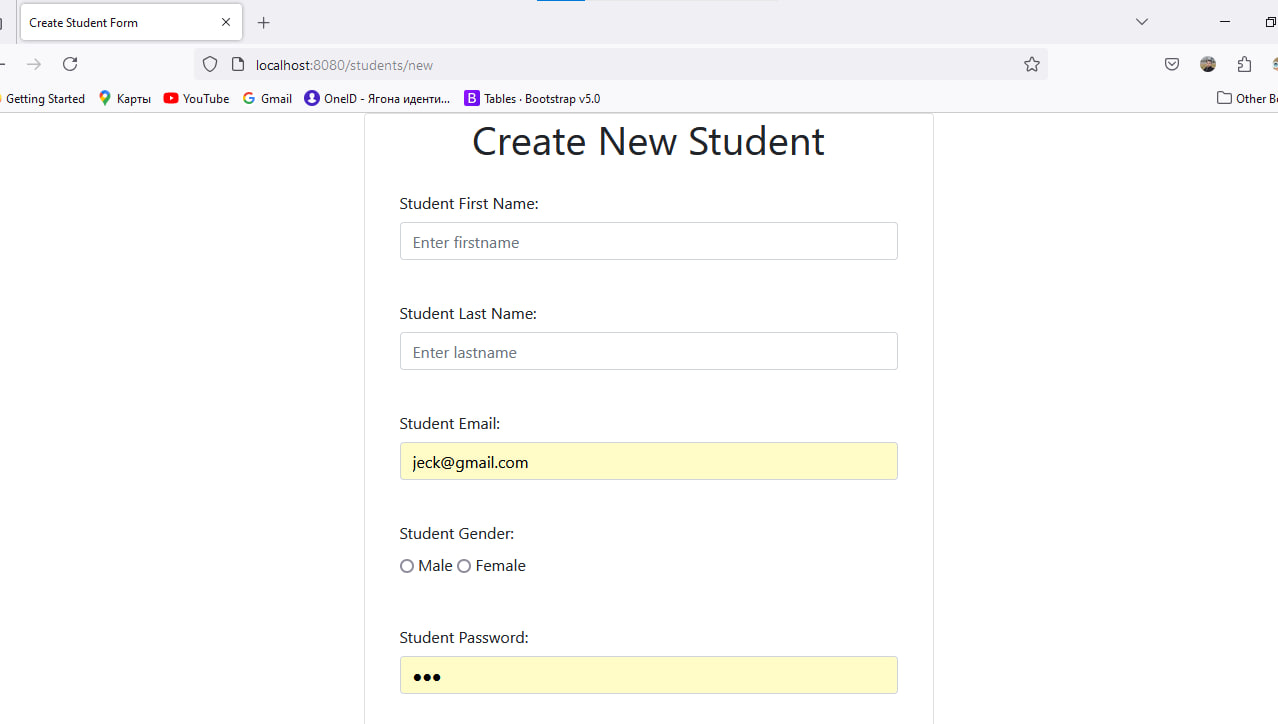 Create Student Form
localhost:8080/students/new
Getting Started Карты YouTube Gmail OneID - Ягона иденти... Tables · Bootstrap v5.0 Other Bo
Create New Student
Student First Name:
Enter firstname
Student Last Name:
Enter lastname
Student Email:
jeck@gmail.com
Student Gender:
Male Female
Student Password:
●●●